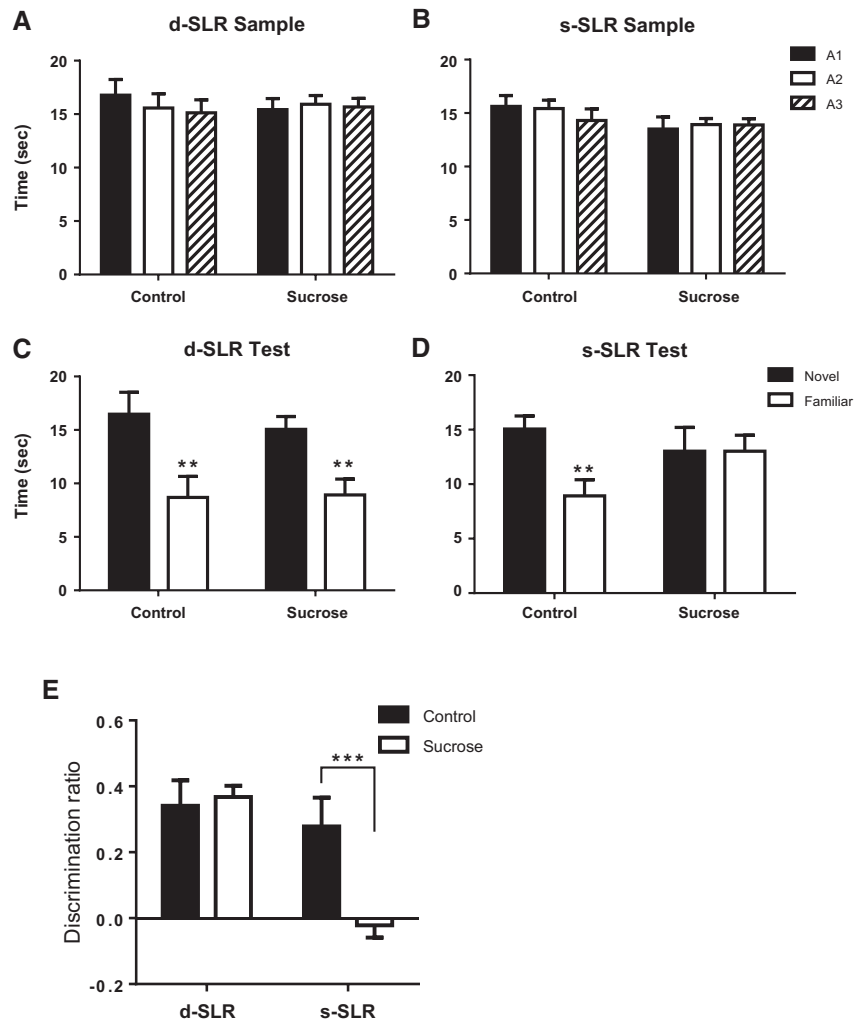 A
d-SLR Sample
Time (sec)
20
15
10
5
0
Control
Sucrose
B
s-SLR Sample
20
15
10
5
0
Control
Sucrose
A1
A2
A3
C
d-SLR Test
Time (sec)
20
15
10
5
0
**
**
Control
Sucrose
D
s-SLR Test
20
15
10
5
0
**
Control
Sucrose
Novel
Familiar
E
Discrimination ratio
0.6
0.4
0.2
0.0
-0.2
***
d-SLR
s-SLR
Control
Sucrose